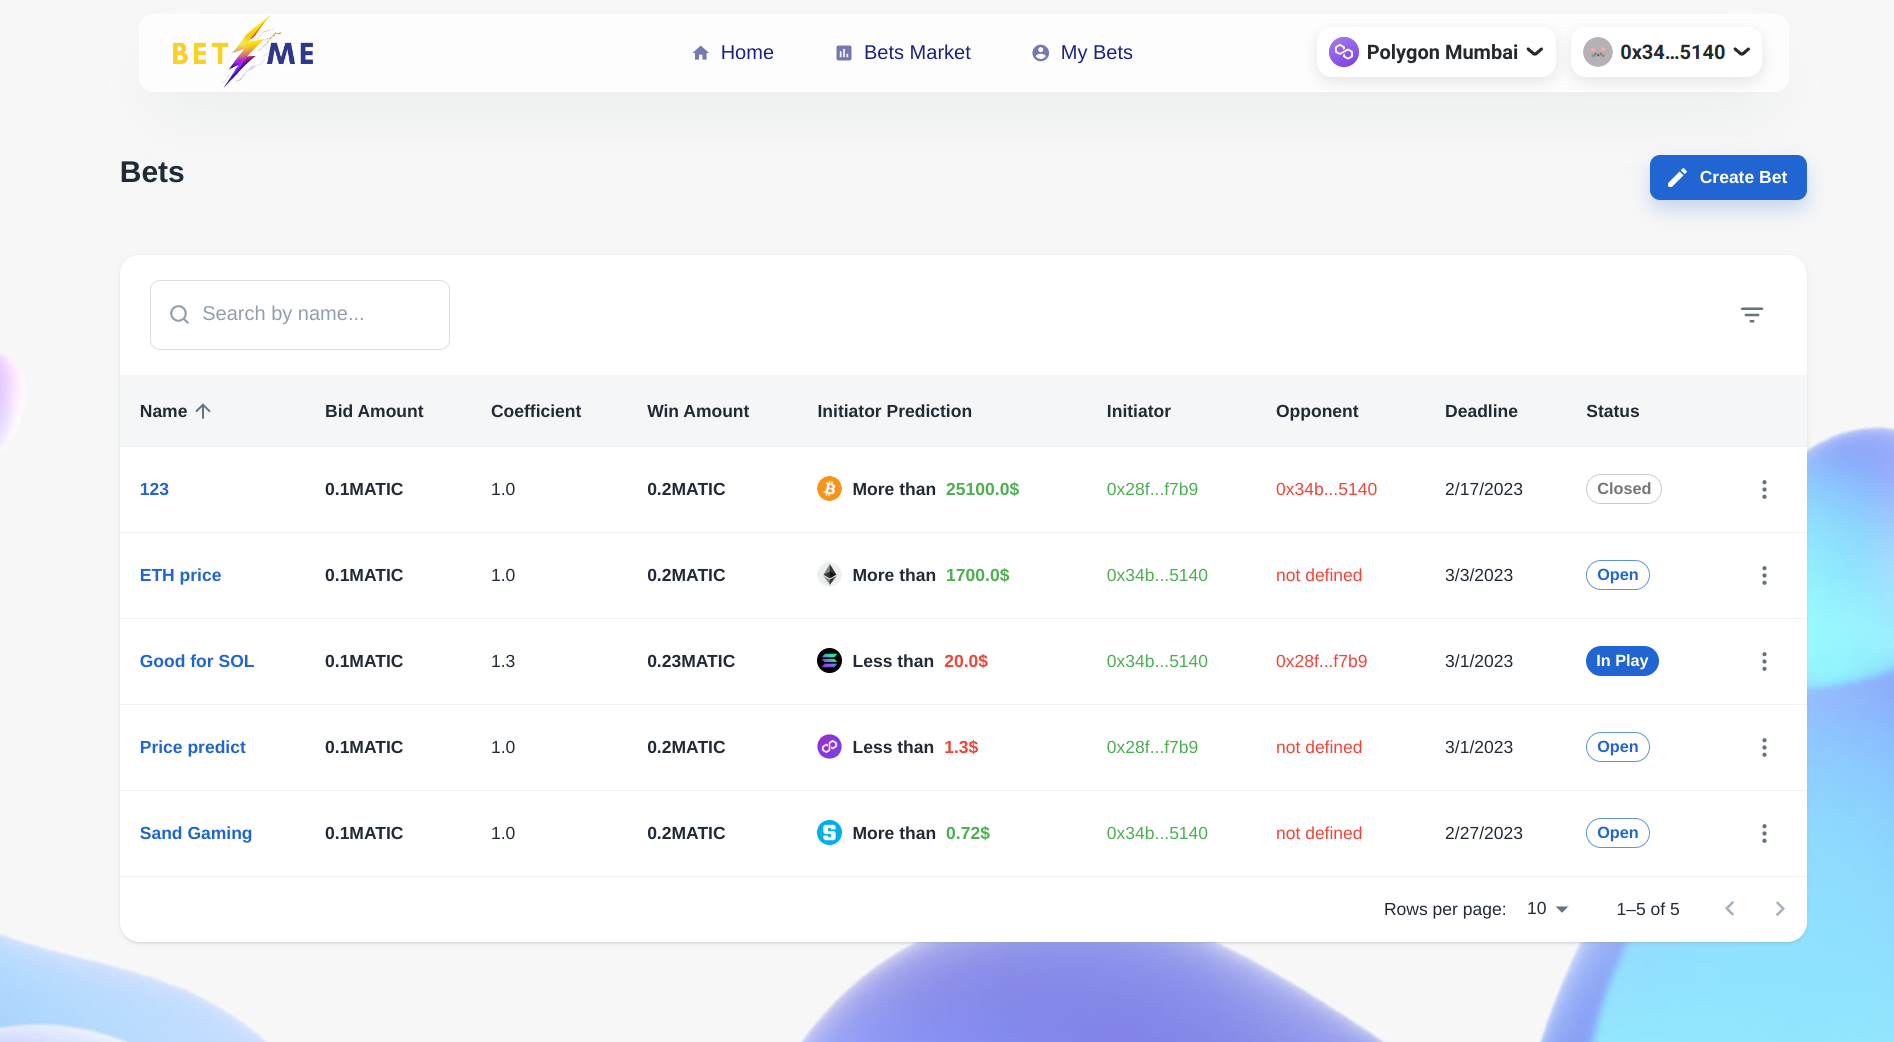 BET ME
Home
Bets Market
My Bets
Polygon Mumbai
0x34...5140
Bets
Create Bet
Search by name...
Name Bid Amount Coefficient Win Amount Initiator Prediction Initiator Opponent Deadline Status
123 0.1MATIC 1.0 0.2MATIC More than 25100.0$ 0x28f...f7b9 0x34b...5140 2/17/2023 Closed
ETH price 0.1MATIC 1.0 0.2MATIC More than 1700.0$ 0x34b...5140 not defined 3/3/2023 Open
Good for SOL 0.1MATIC 1.3 0.23MATIC Less than 20.0$ 0x34b...5140 0x28f...f7b9 3/1/2023 In Play
Price predict 0.1MATIC 1.0 0.2MATIC Less than 1.3$ 0x28f...f7b9 not defined 3/1/2023 Open
Sand Gaming 0.1MATIC 1.0 0.2MATIC More than 0.72$ 0x34b...5140 not defined 2/27/2023 Open
Rows per page: 10 1–5 of 5